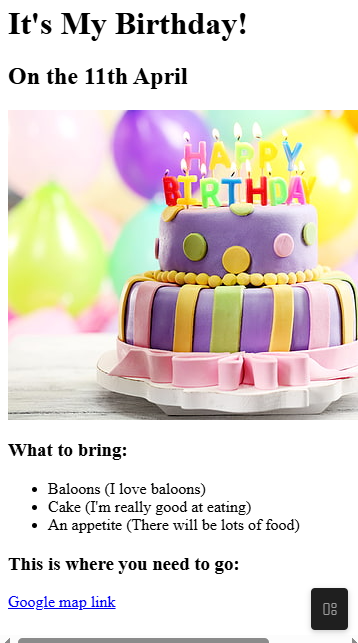 It's My Birthday!
On the 11th April
HAPPY
BIRTHDAY
What to bring:
Baloons (I love baloons)
Cake (I'm really good at eating)
An appetite (There will be lots of food)
This is where you need to go:
Google map link